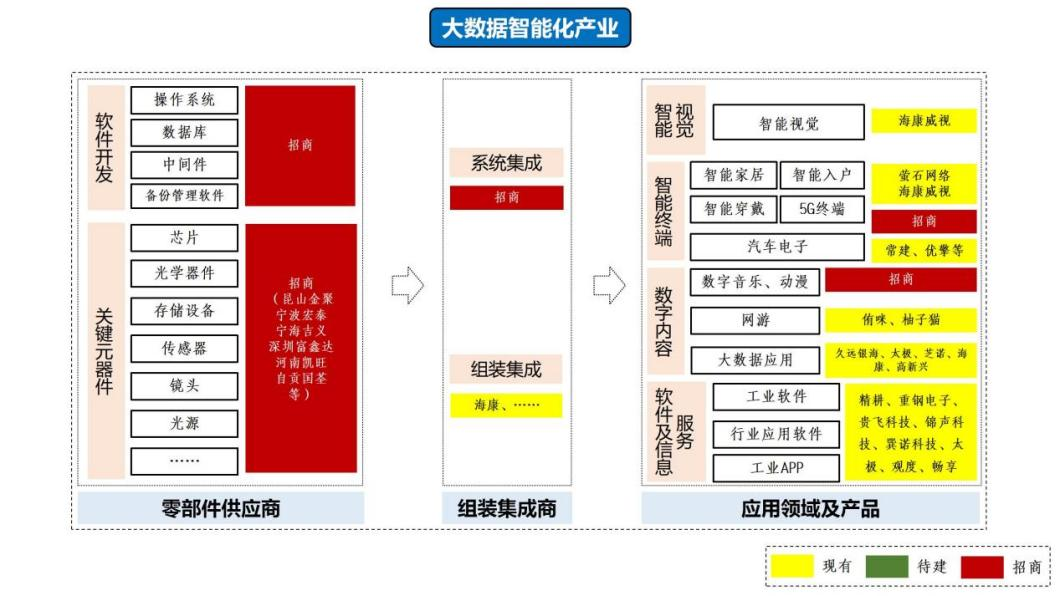 大数据智能化产业
软件开发
操作系统
数据库
中间件
备份管理软件
招商
关键元器件
芯片
光学器件
存储设备
传感器
镜头
光源
……
招商
（昆山金聚
宁波宏泰
宁海吉义
深圳富鑫达
河南凯旺
自贡国荃
等）
零部件供应商
系统集成
招商
组装集成
海康、……
组装集成商
智能视觉
智能视觉
海康威视
智能终端
智能家居
智能入户
智能穿戴
5G终端
汽车电子
萤石网络
海康威视
招商
常建、优擎等
数字内容
数字音乐、动漫
招商
网游
侑咪、柚子猫
大数据应用
久远银海、太极、芝诺、海
康、高新兴
软件及信息
服务
工业软件
行业应用软件
工业APP
精耕、重钢电子、
贵飞科技、锦声科
技、巽诺科技、太
极、观度、畅享
应用领域及产品
现有
待建
招商